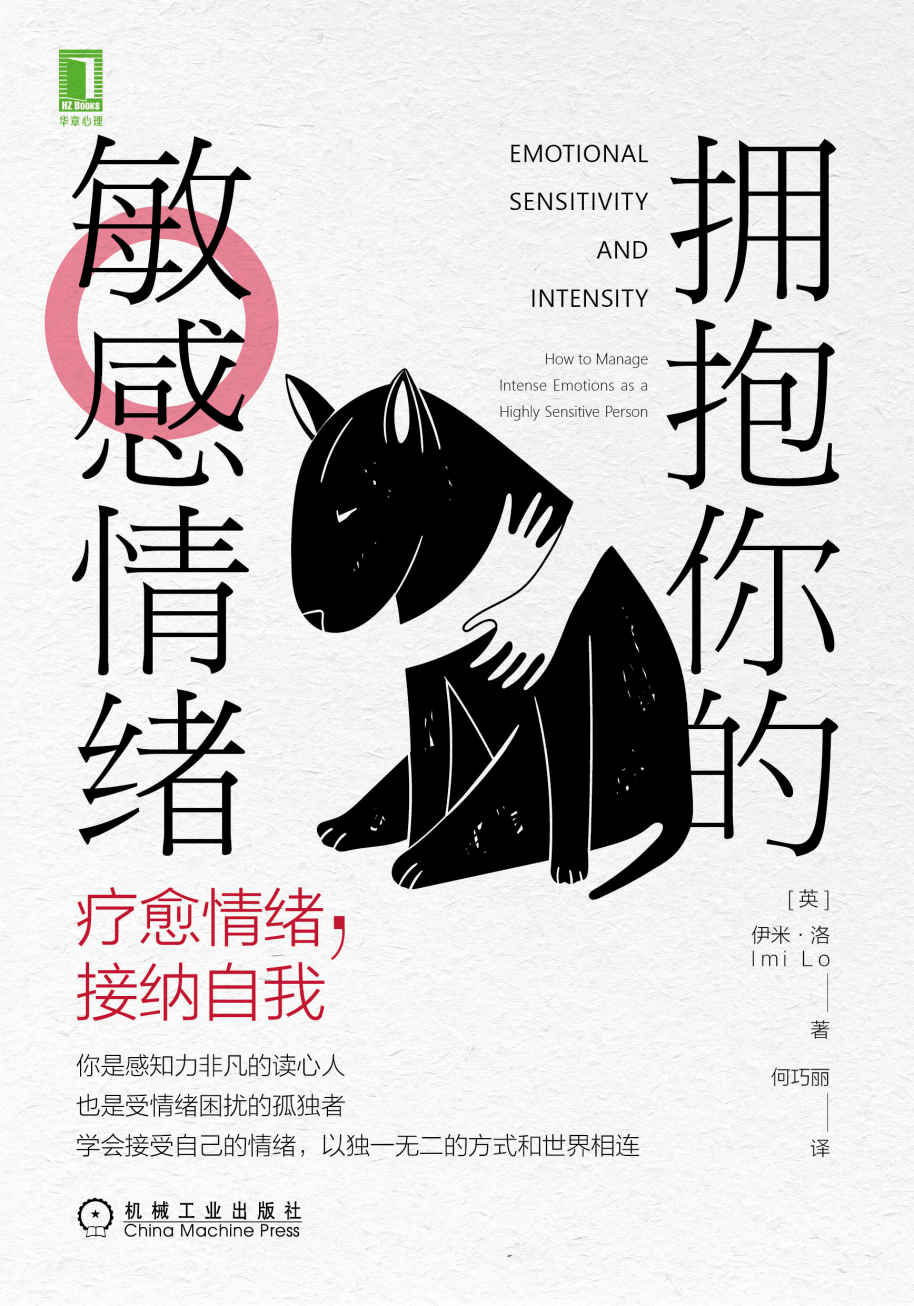 HZ BOOKS
华章心理
拥抱你的
敏感情绪
EMOTIONAL
SENSITIVITY
AND
INTENSITY
How to Manage
Intense Emotions as a
Highly Sensitive Person
疗愈情绪，
接纳自我
你是感知力非凡的读心人
也是受情绪困扰的孤独者
学会接受自己的情绪，以独一无二的方式和世界相连
[英]
伊米·洛
Imi Lo
著
何巧丽
译
机械工业出版社
China Machine Press